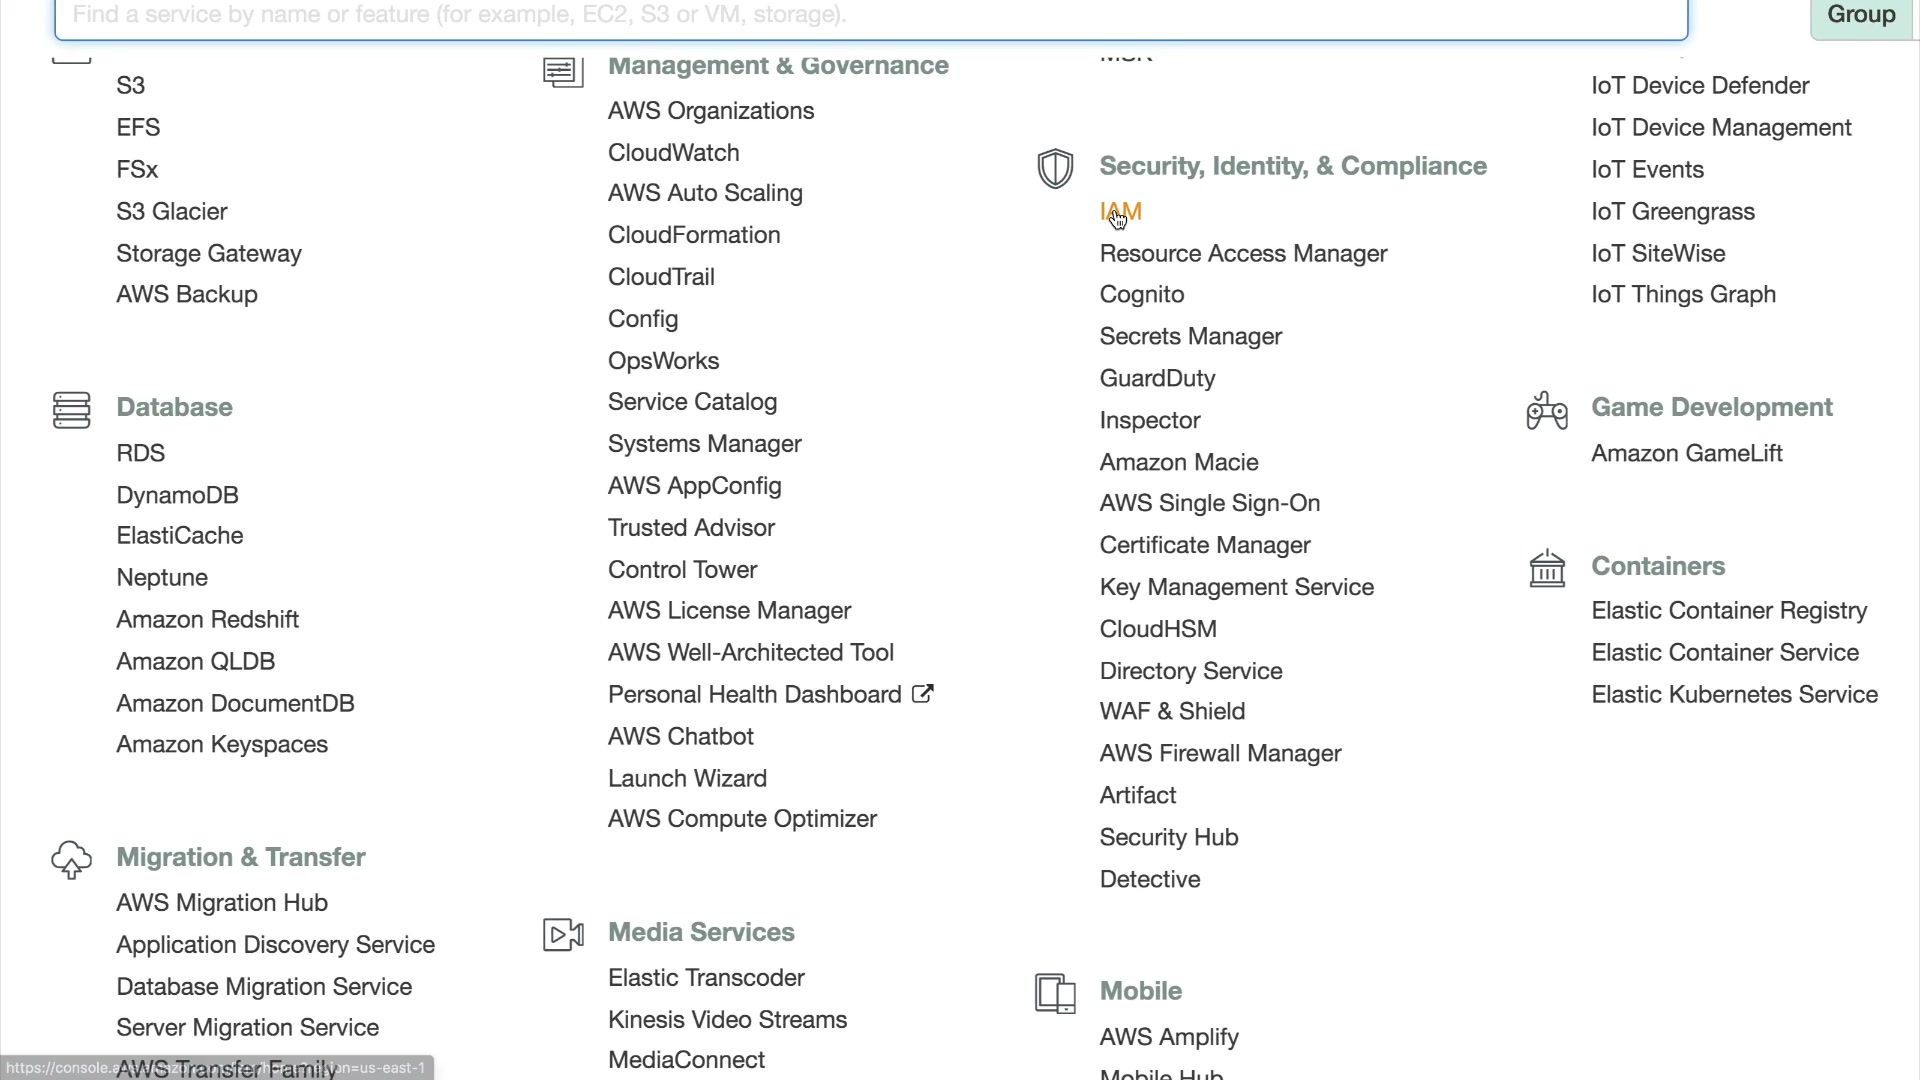 Find a service by name or feature (for example, EC2, S3 or VM, storage).
Group
S3
EFS
FSx
S3 Glacier
Storage Gateway
AWS Backup
Database
RDS
DynamoDB
ElastiCache
Neptune
Amazon Redshift
Amazon QLDB
Amazon DocumentDB
Amazon Keyspaces
Migration & Transfer
AWS Migration Hub
Application Discovery Service
Database Migration Service
Server Migration Service
AWS Transfer Family
Management & Governance
AWS Organizations
CloudWatch
AWS Auto Scaling
CloudFormation
CloudTrail
Config
OpsWorks
Service Catalog
Systems Manager
AWS AppConfig
Trusted Advisor
Control Tower
AWS License Manager
AWS Well-Architected Tool
Personal Health Dashboard
AWS Chatbot
Launch Wizard
AWS Compute Optimizer
Media Services
Elastic Transcoder
Kinesis Video Streams
MediaConnect
MSK
Security, Identity, & Compliance
IAM
Resource Access Manager
Cognito
Secrets Manager
GuardDuty
Inspector
Amazon Macie
AWS Single Sign-On
Certificate Manager
Key Management Service
CloudHSM
Directory Service
WAF & Shield
AWS Firewall Manager
Artifact
Security Hub
Detective
Mobile
AWS Amplify
Mobile Hub
IoT Device Defender
IoT Device Management
IoT Events
IoT Greengrass
IoT SiteWise
IoT Things Graph
Game Development
Amazon GameLift
Containers
Elastic Container Registry
Elastic Container Service
Elastic Kubernetes Service